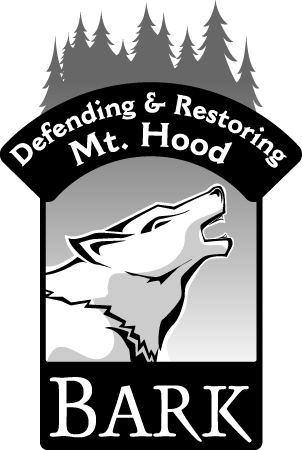 Defending & Restoring
Mt. Hood
BARK